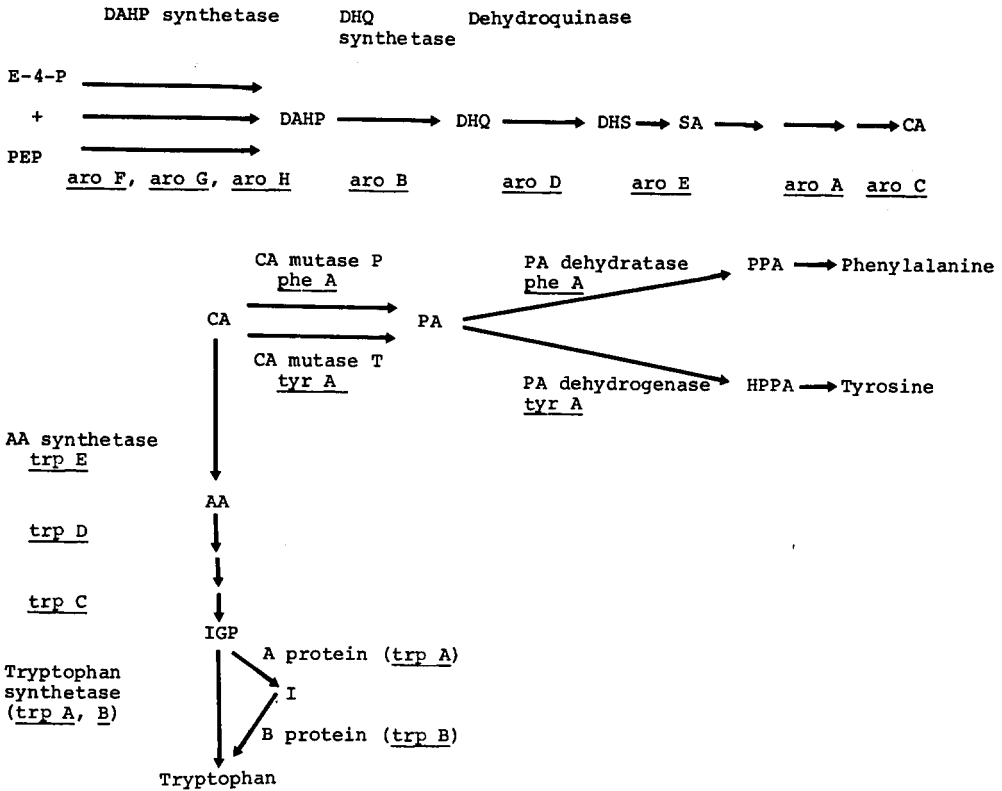 DAHP synthetase DHQ synthetase Dehydroquinase
E-4-P
+
PEP
DAHP DHQ DHS SA CA
aro F, aro G, aro H aro B aro D aro E aro A aro C
CA mutase P
phe A
PA dehydratase
phe A
PPA Phenylalanine
CA PA
CA mutase T
tyr A
PA dehydrogenase
tyr A
HPPA Tyrosine
AA synthetase
trp E
AA
trp D
trp C
IGP
A protein (trp A)
Tryptophan
synthetase
(trp A, B)
I
B protein (trp B)
Tryptophan